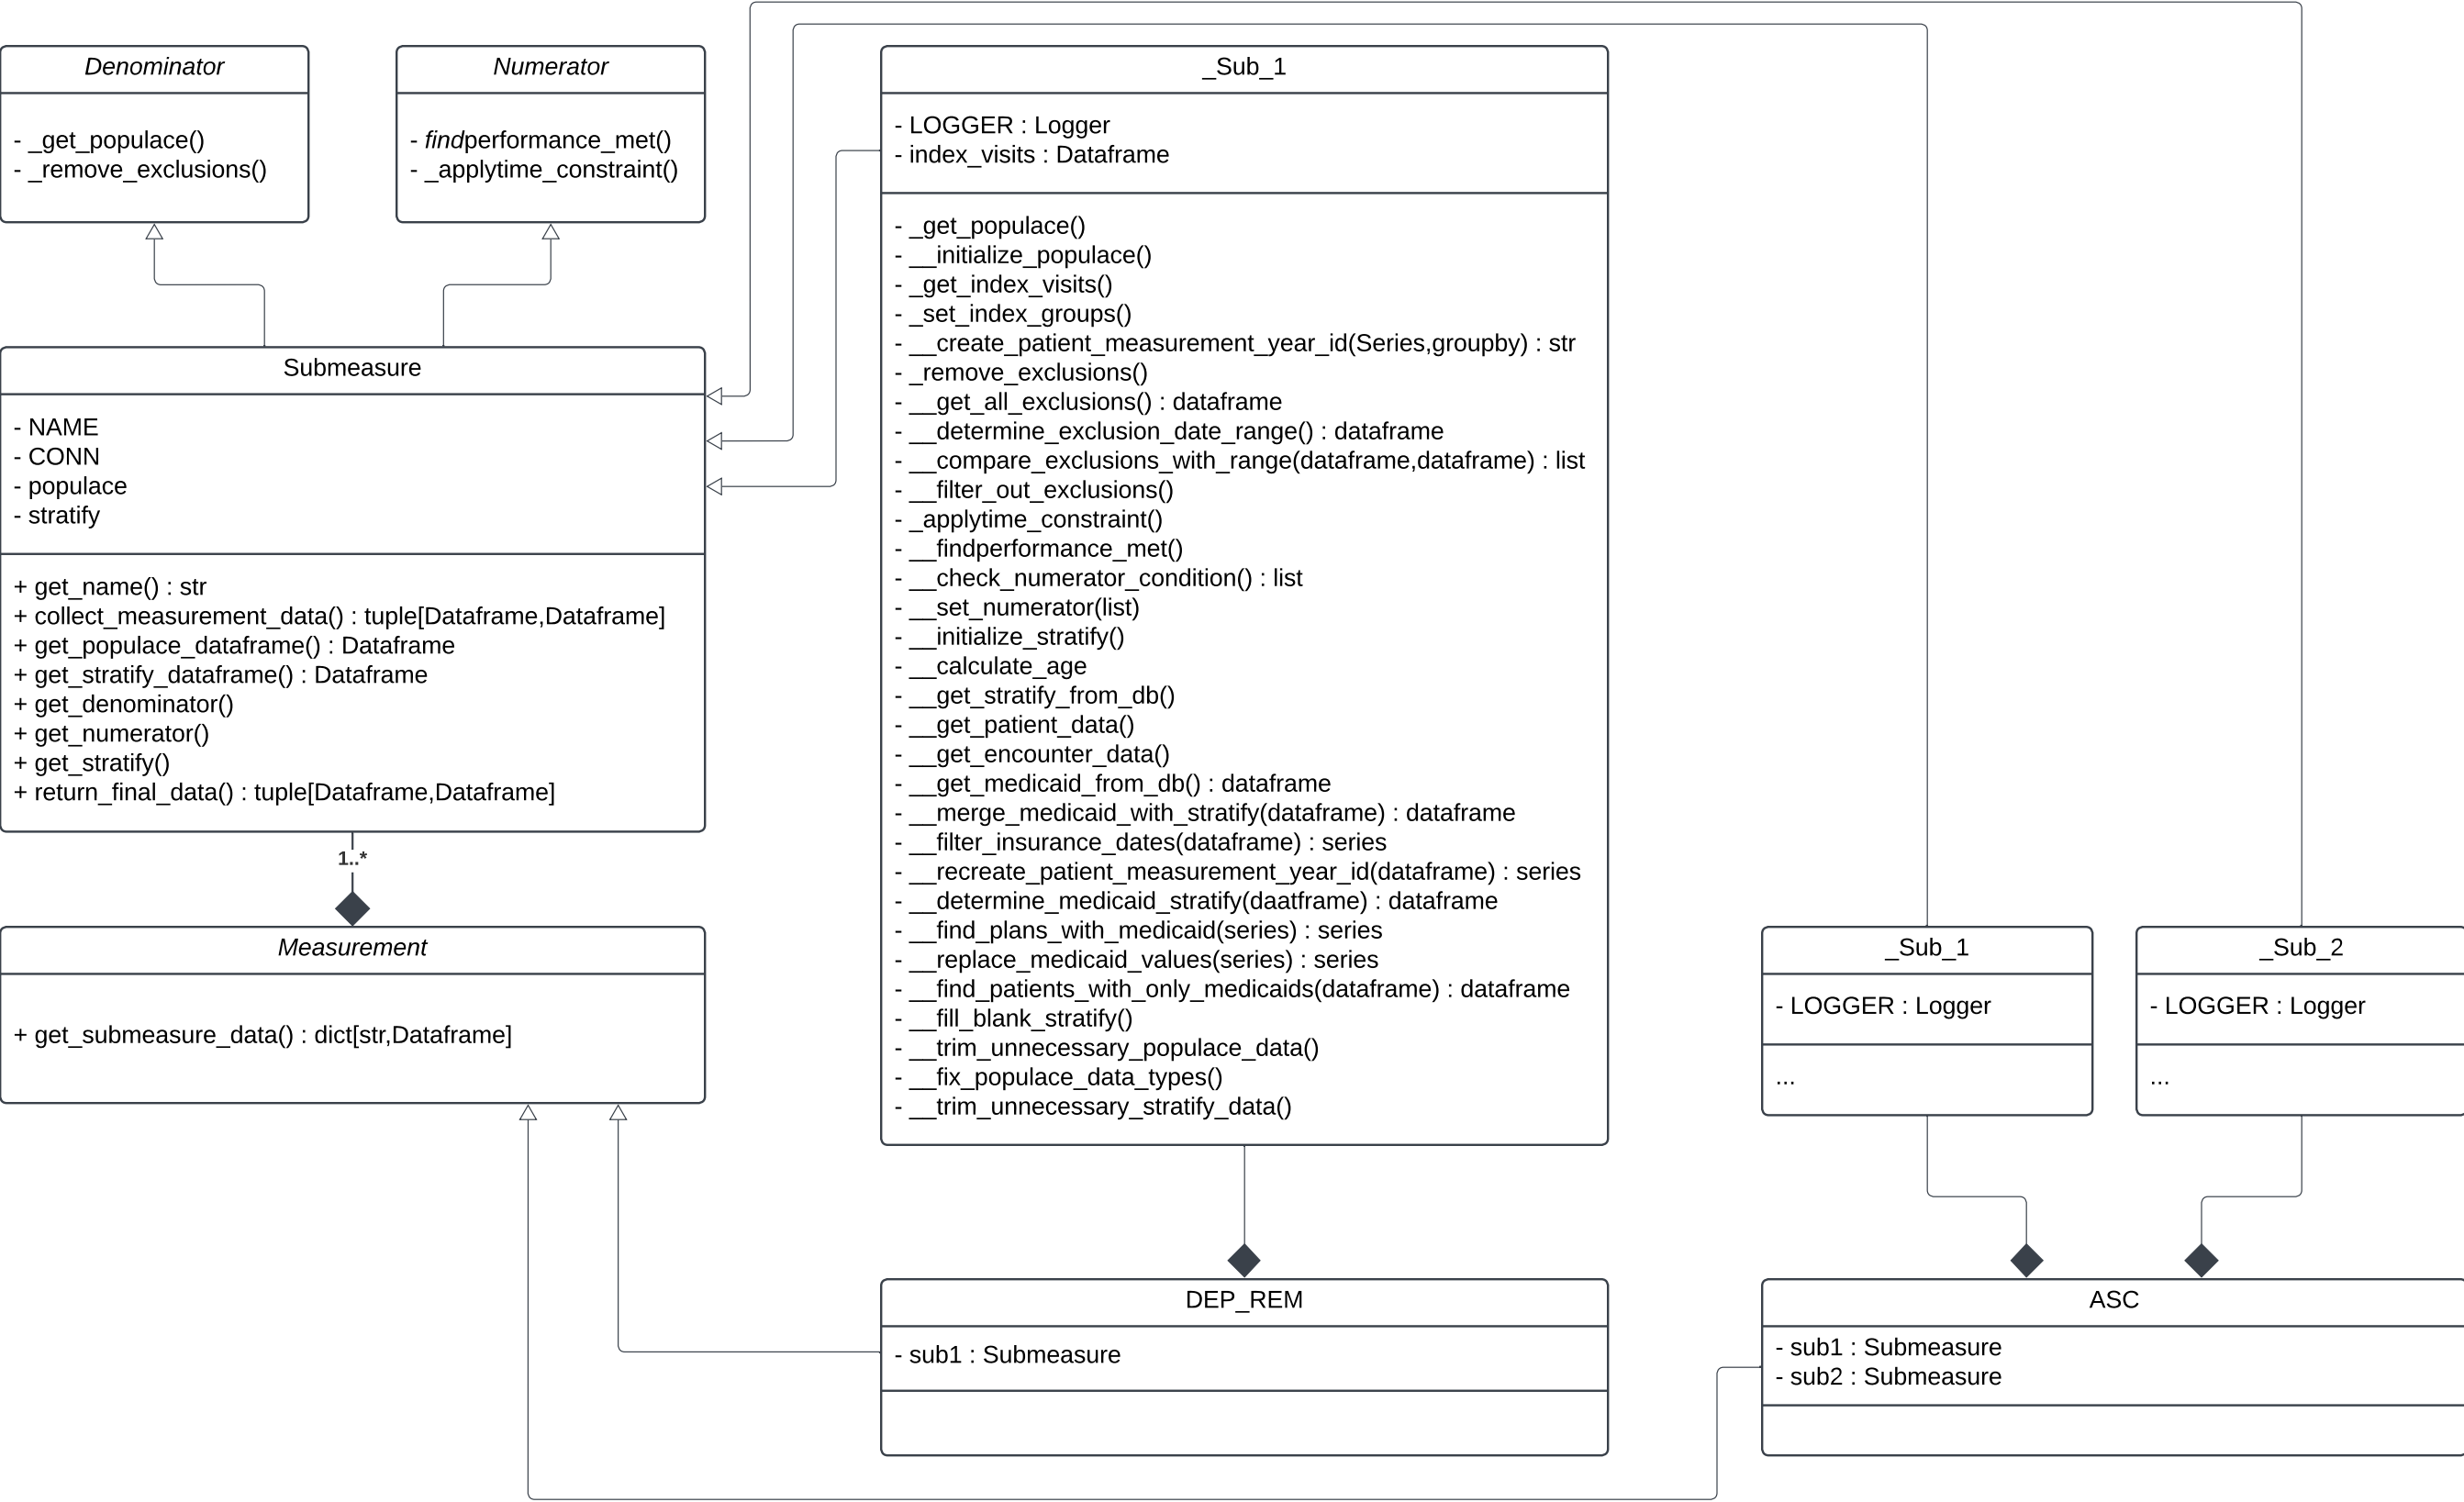 Denominator
- _get_populace()
- _remove_exclusions()
Numerator
- findperformance_met()
- _applytime_constraint()
Submeasure
- NAME
- CONN
- populace
- stratify
+ get_name() : str
+ collect_measurement_data() : tuple[Dataframe,Dataframe]
+ get_populace_dataframe() : Dataframe
+ get_stratify_dataframe() : Dataframe
+ get_denominator()
+ get_numerator()
+ get_stratify()
+ return_final_data() : tuple[Dataframe,Dataframe]
1..*
Measurement
+ get_submeasure_data() : dict[str,Dataframe]
_Sub_1
- LOGGER : Logger
- index_visits : Dataframe
- _get_populace()
- __initialize_populace()
- _get_index_visits()
- _set_index_groups()
- __create_patient_measurement_year_id(Series,groupby) : str
- _remove_exclusions()
- __get_all_exclusions() : dataframe
- __determine_exclusion_date_range() : dataframe
- __compare_exclusions_with_range(dataframe,dataframe) : list
- __filter_out_exclusions()
- _applytime_constraint()
- __findperformance_met()
- __check_numerator_condition() : list
- __set_numerator(list)
- __initialize_stratify()
- __calculate_age
- __get_stratify_from_db()
- __get_patient_data()
- __get_encounter_data()
- __get_medicaid_from_db() : dataframe
- __merge_medicaid_with_stratify(dataframe) : dataframe
- __filter_insurance_dates(dataframe) : series
- __recreate_patient_measurement_year_id(dataframe) : series
- __determine_medicaid_stratify(daatframe) : dataframe
- __find_plans_with_medicaid(series) : series
- __replace_medicaid_values(series) : series
- __find_patients_with_only_medicaids(dataframe) : dataframe
- __fill_blank_stratify()
- __trim_unnecessary_populace_data()
- __fix_populace_data_types()
- __trim_unnecessary_stratify_data()
DEP_REM
- sub1 : Submeasure
_Sub_1
- LOGGER : Logger
...
_Sub_2
- LOGGER : Logger
...
ASC
- sub1 : Submeasure
- sub2 : Submeasure